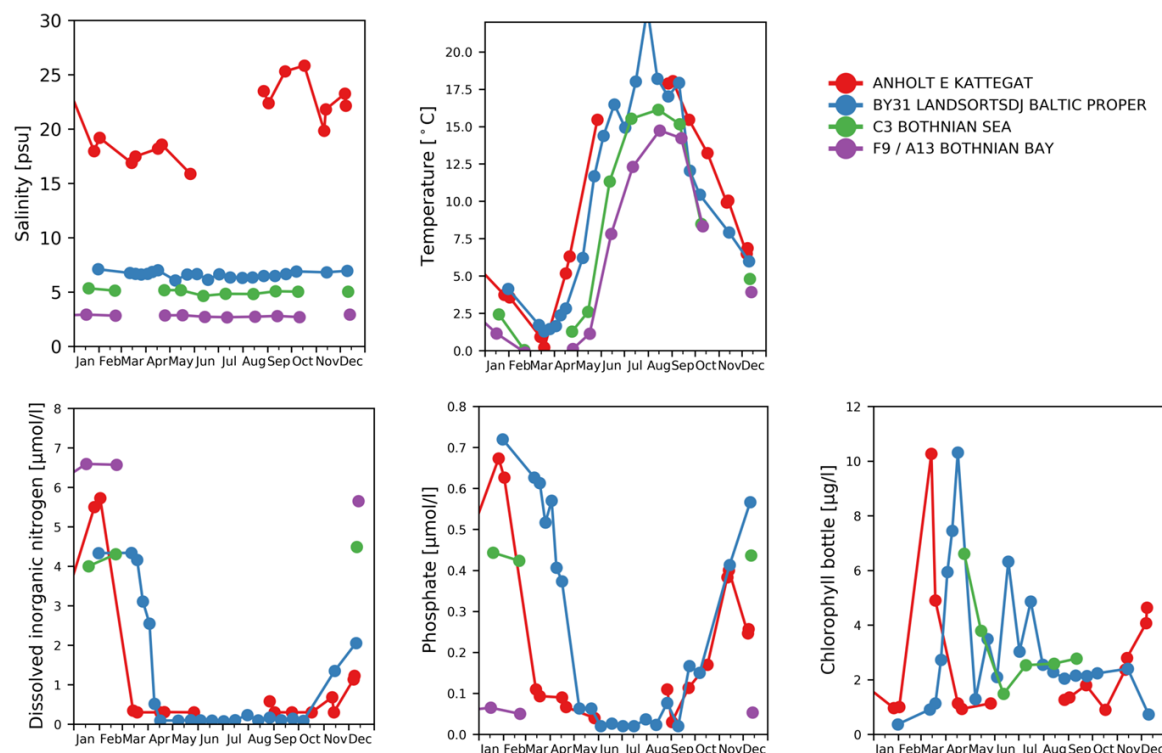 30
25
20
15
10
5
0
Salinity [psu]
Jan Feb Mar Apr May Jun Jul Aug Sep Oct Nov Dec
20.0
17.5
15.0
12.5
10.0
7.5
5.0
2.5
0.0
Temperature [°C]
Jan Feb Mar Apr May Jun Jul Aug Sep Oct Nov Dec
ANHOLT E KATTEGAT
BY31 LANDSORTSDJ BALTIC PROPER
C3 BOTHNIAN SEA
F9 / A13 BOTHNIAN BAY
8
7
6
5
4
3
2
1
0
Dissolved inorganic nitrogen [µmol/l]
Jan Feb Mar Apr May Jun Jul Aug Sep Oct Nov Dec
0.8
0.7
0.6
0.5
0.4
0.3
0.2
0.1
0.0
Phosphate [µmol/l]
Jan Feb Mar Apr May Jun Jul Aug Sep Oct Nov Dec
12
10
8
6
4
2
0
Chlorophyll bottle [µg/l]
Jan Feb Mar Apr May Jun Jul Aug Sep Oct Nov Dec